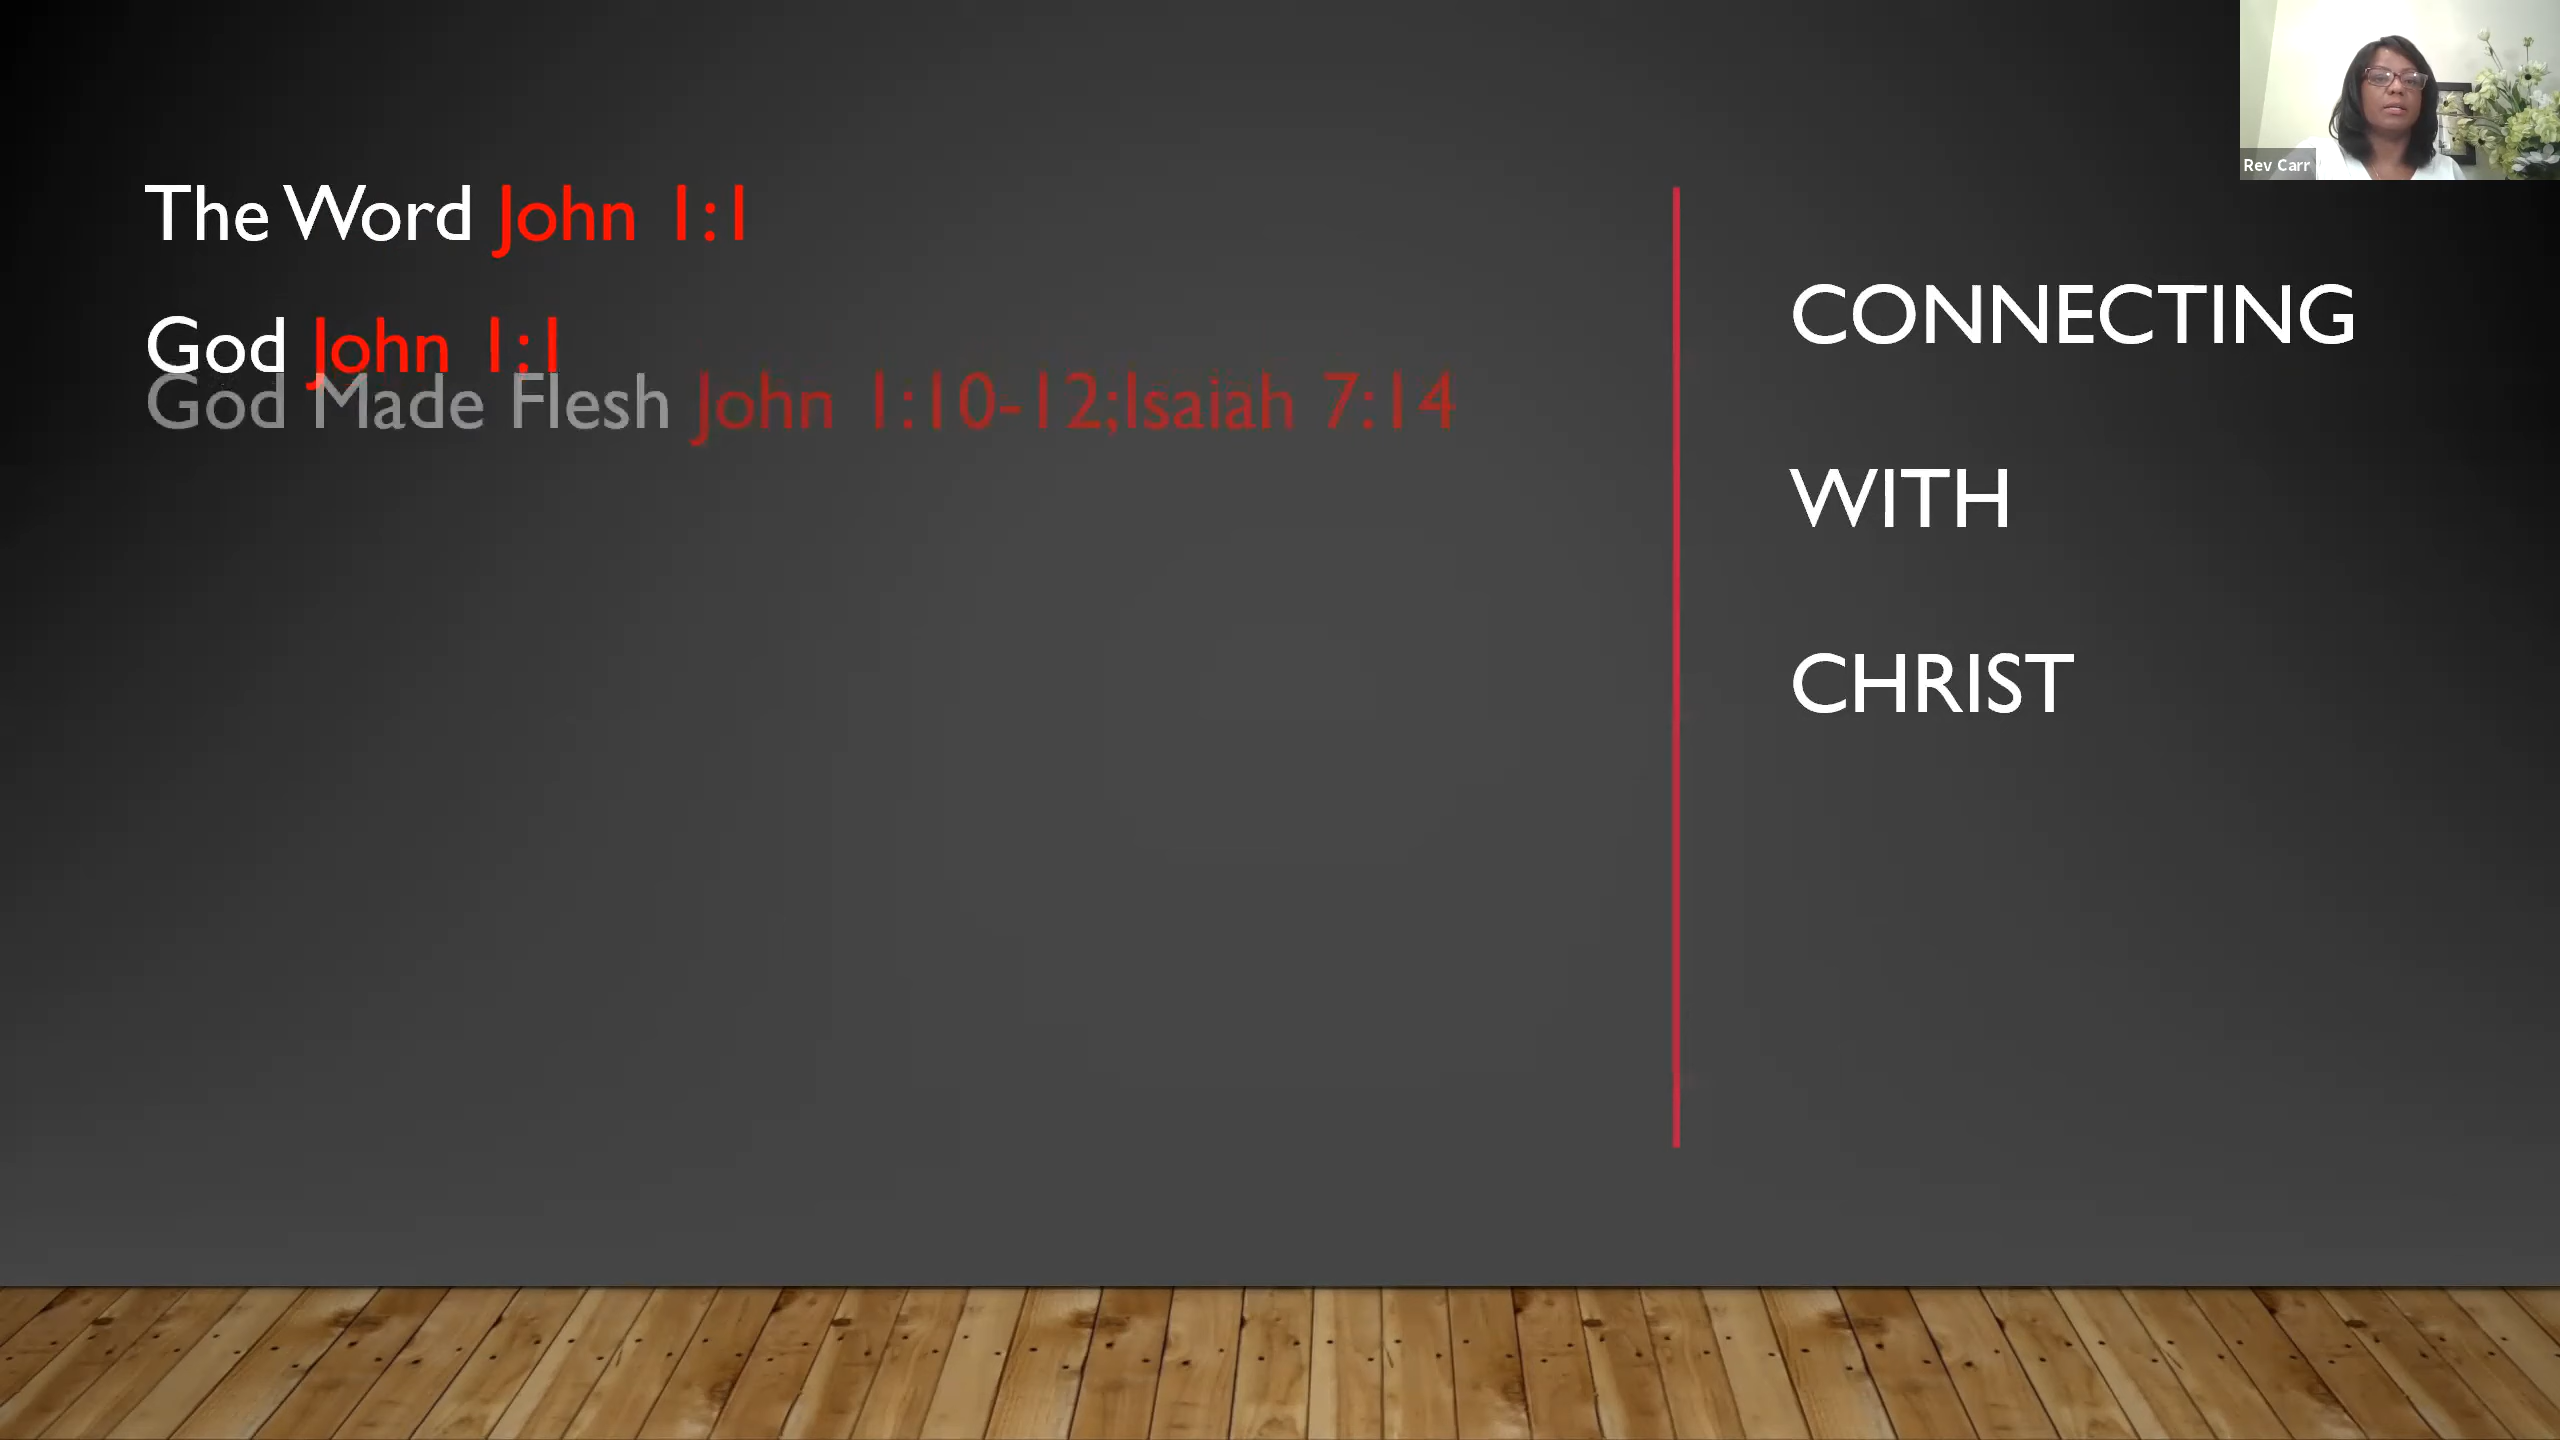 The Word John 1:1
God John 1:1
God Made Flesh John 1:10-12;Isaiah 7:14
CONNECTING
WITH
CHRIST
Rev Carr